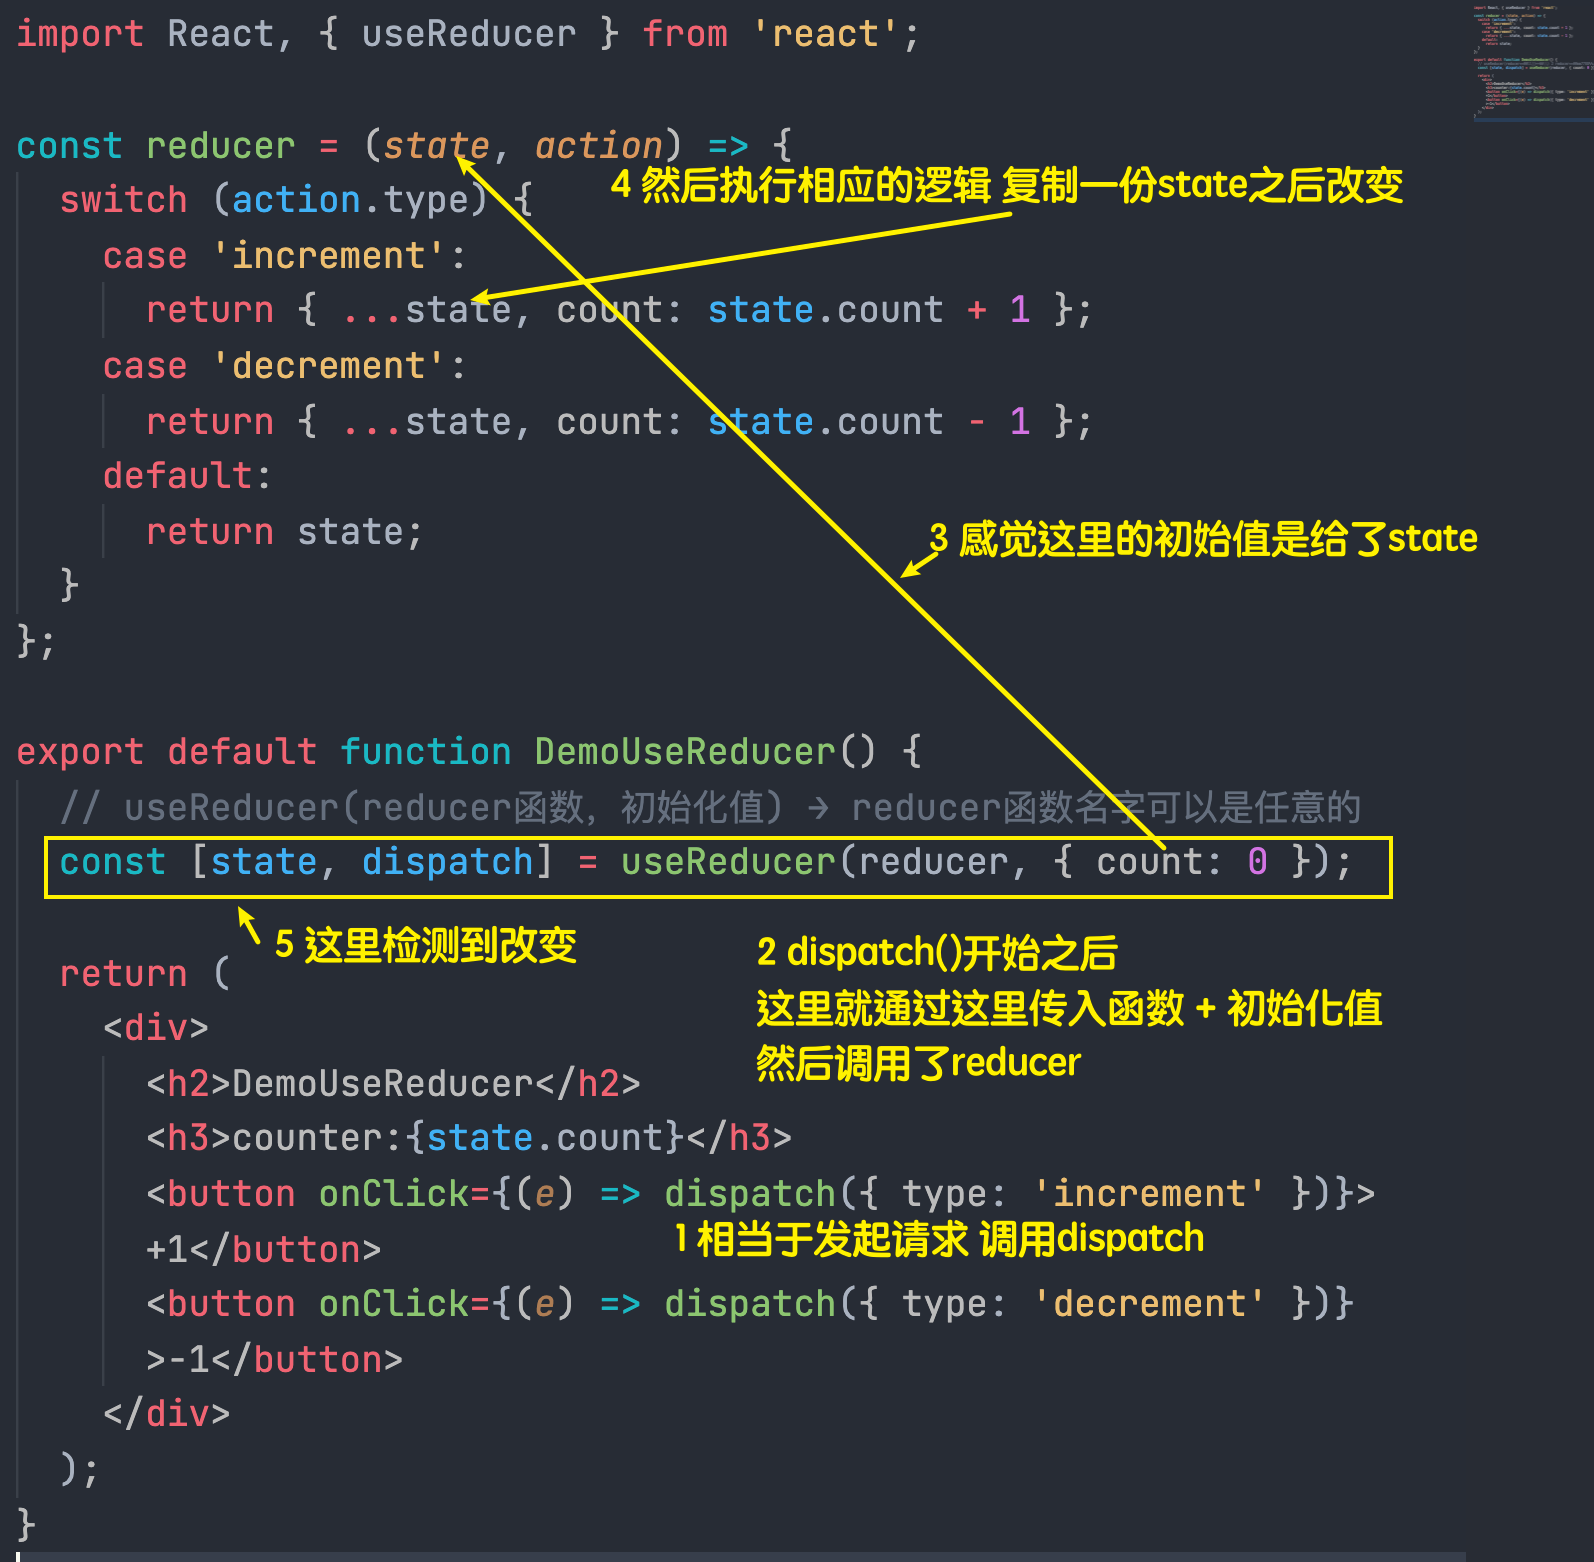 import React, { useReducer } from 'react';
const reducer = (state, action) => {
4 然后执行相应的逻辑 复制一份state之后改变
switch (action.type) {
case 'increment':
return { ...state, count: state.count + 1 };
case 'decrement':
return { ...state, count: state.count - 1 };
default:
return state;
3 感觉这里的初始值是给了state
}
};
export default function DemoUseReducer() {
// useReducer(reducer函数, 初始化值) → reducer函数名字可以是任意的
const [state, dispatch] = useReducer(reducer, { count: 0 });
5 这里检测到改变
2 dispatch()开始之后
这里就通过这里传入函数 + 初始化值
然后调用了reducer
return (
<div>
<h2>DemoUseReducer</h2>
<h3>counter:{state.count}</h3>
<button onClick={(e) => dispatch({ type: 'increment' })}>
1 相当于发起请求 调用dispatch
+1</button>
<button onClick={(e) => dispatch({ type: 'decrement' })}
>-1</button>
</div>
);
}